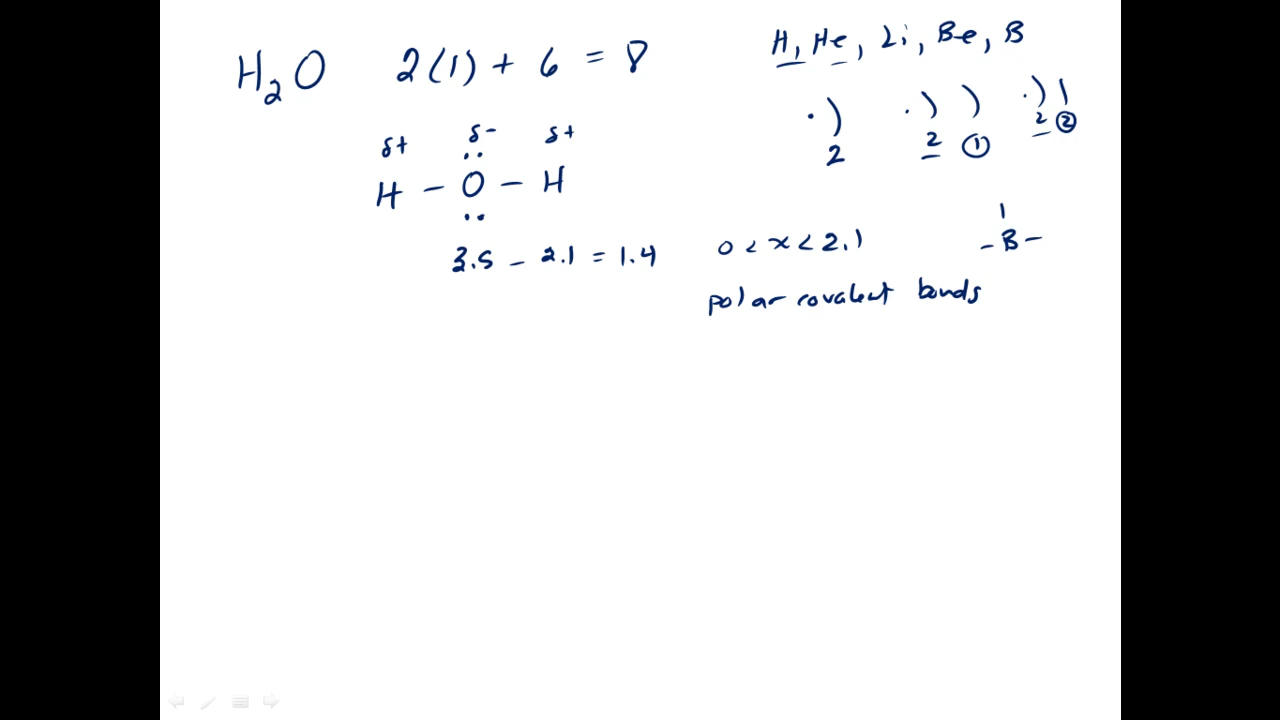 H₂O 2(1) + 6 = 8
H, He, Li, Be, B
·) ·) ) ·) )
2 2 1 2 2
δ+ δ- δ+
H - O - H
3.5 - 2.1 = 1.4
0 < x < 2.1
- B -
polar covalent bonds